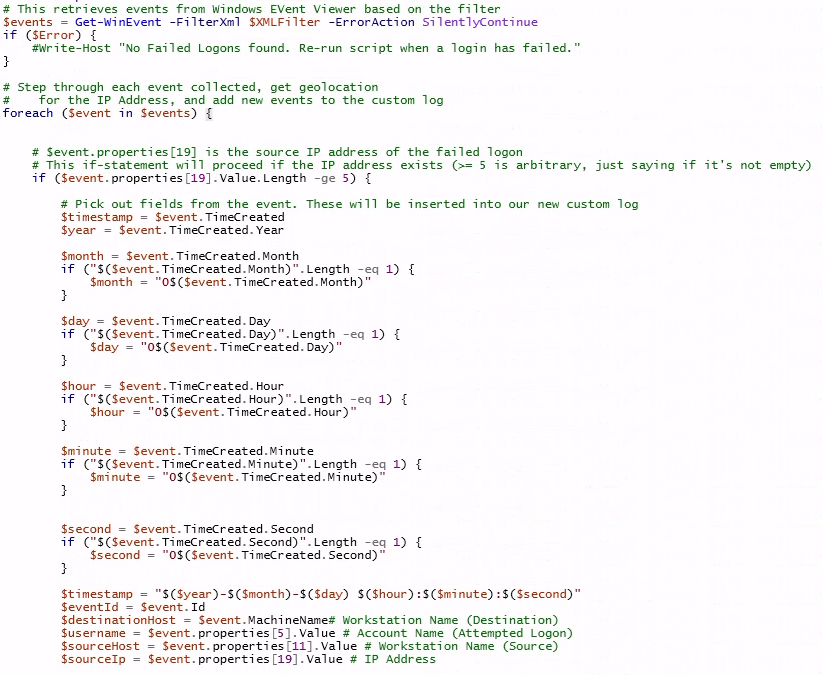 # This retrieves events from Windows EVent Viewer based on the filter
$events = Get-WinEvent -FilterXml $XMLFilter -ErrorAction SilentlyContinue
if ($Error) {
    #Write-Host "No Failed Logons found. Re-run script when a login has failed."
}

# Step through each event collected, get geolocation
#    for the IP Address, and add new events to the custom log
foreach ($event in $events) {


    # $event.properties[19] is the source IP address of the failed logon
    # This if-statement will proceed if the IP address exists (>= 5 is arbitrary, just saying if it's not empty)
    if ($event.properties[19].Value.Length -ge 5) {

        # Pick out fields from the event. These will be inserted into our new custom log
        $timestamp = $event.TimeCreated
        $year = $event.TimeCreated.Year

        $month = $event.TimeCreated.Month
        if ("$($event.TimeCreated.Month)".Length -eq 1) {
            $month = "0$($event.TimeCreated.Month)"
        }

        $day = $event.TimeCreated.Day
        if ("$($event.TimeCreated.Day)".Length -eq 1) {
            $day = "0$($event.TimeCreated.Day)"
        }

        $hour = $event.TimeCreated.Hour
        if ("$($event.TimeCreated.Hour)".Length -eq 1) {
            $hour = "0$($event.TimeCreated.Hour)"
        }

        $minute = $event.TimeCreated.Minute
        if ("$($event.TimeCreated.Minute)".Length -eq 1) {
            $minute = "0$($event.TimeCreated.Minute)"
        }


        $second = $event.TimeCreated.Second
        if ("$($event.TimeCreated.Second)".Length -eq 1) {
            $second = "0$($event.TimeCreated.Second)"
        }

        $timestamp = "$($year)-$($month)-$($day) $($hour):$($minute):$($second)"
        $eventId = $event.Id
        $destinationHost = $event.MachineName# Workstation Name (Destination)
        $username = $event.properties[5].Value # Account Name (Attempted Logon)
        $sourceHost = $event.properties[11].Value # Workstation Name (Source)
        $sourceIp = $event.properties[19].Value # IP Address